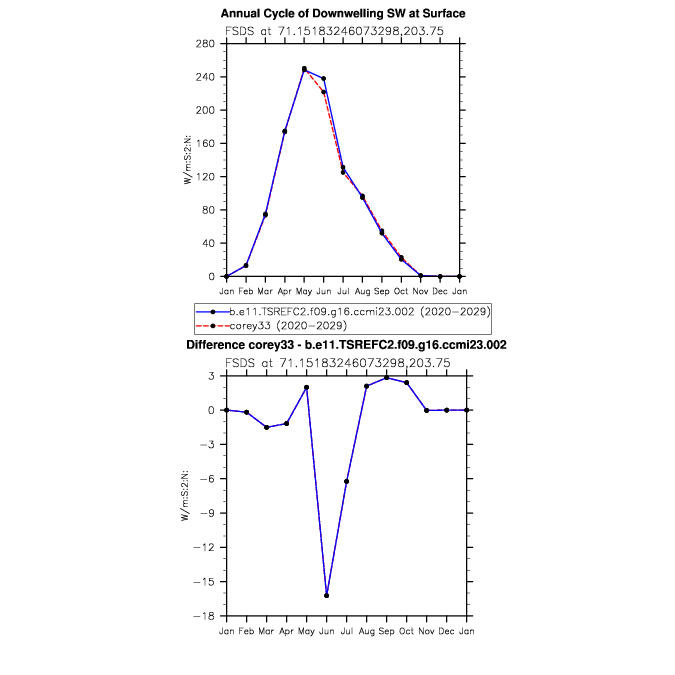 Annual Cycle of Downwelling SW at Surface
FSDS at 71.15183246073298,203.75
280
240
200
160
120
80
40
0
W/m:S:2:N:
Jan Feb Mar Apr May Jun Jul Aug Sep Oct Nov Dec Jan
b.e11.TSREFC2.f09.g16.ccmi23.002 (2020-2029)
corey33 (2020-2029)
Difference corey33 - b.e11.TSREFC2.f09.g16.ccmi23.002
FSDS at 71.15183246073298,203.75
3
0
-3
-6
-9
-12
-15
-18
W/m:S:2:N:
Jan Feb Mar Apr May Jun Jul Aug Sep Oct Nov Dec Jan